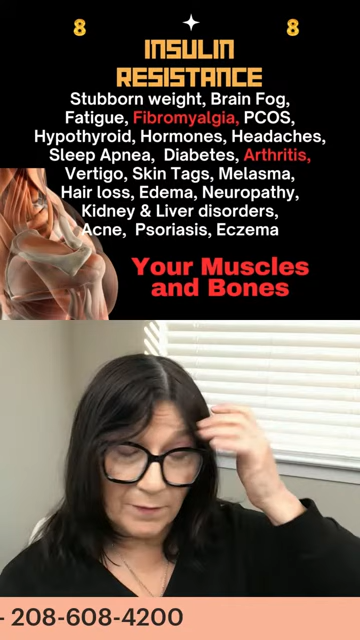 8 8
INSULIN
RESISTANCE
Stubborn weight, Brain Fog,
Fatigue, Fibromyalgia, PCOS,
Hypothyroid, Hormones, Headaches,
Sleep Apnea, Diabetes, Arthritis,
Vertigo, Skin Tags, Melasma,
Hair loss, Edema, Neuropathy,
Kidney & Liver disorders,
Acne, Psoriasis, Eczema
Your Muscles
and Bones
- 208-608-4200